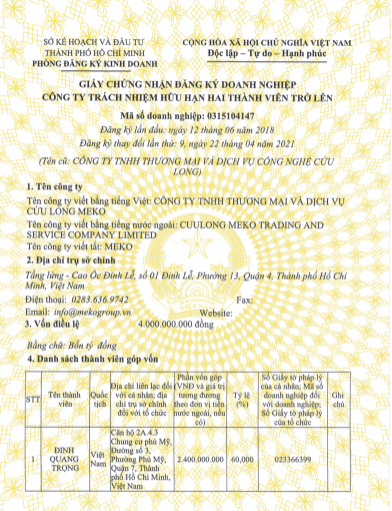 SỞ KẾ HOẠCH VÀ ĐẦU TƯ
THÀNH PHỐ HỒ CHÍ MINH
PHÒNG ĐĂNG KÝ KINH DOANH
CỘNG HÒA XÃ HỘI CHỦ NGHĨA VIỆT NAM
Độc lập – Tự do – Hạnh phúc
GIẤY CHỨNG NHẬN ĐĂNG KÝ DOANH NGHIỆP
CÔNG TY TRÁCH NHIỆM HỮU HẠN HAI THÀNH VIÊN TRỞ LÊN
Mã số doanh nghiệp: 0315104147
Đăng ký lần đầu: ngày 12 tháng 06 năm 2018
Đăng ký thay đổi lần thứ: 9, ngày 22 tháng 04 năm 2021
(Tên cũ: CÔNG TY TNHH THƯƠNG MẠI VÀ DỊCH VỤ CÔNG NGHỆ CỬU
LONG)
1. Tên công ty
Tên công ty viết bằng tiếng Việt: CÔNG TY TNHH THƯƠNG MẠI VÀ DỊCH VỤ
CỬU LONG MEKO
Tên công ty viết bằng tiếng nước ngoài: CUULONG MEKO TRADING AND
SERVICE COMPANY LIMITED
Tên công ty viết tắt: MEKO
2. Địa chỉ trụ sở chính
Tầng lửng - Cao Ốc Đinh Lễ, số 01 Đinh Lễ, Phường 13, Quận 4, Thành phố Hồ Chí
Minh, Việt Nam
Điện thoại: 0283.636.9742 Fax:
Email: info@mekogroup.vn Website:
3. Vốn điều lệ 4.000.000.000 đồng
Bằng chữ: Bốn tỷ đồng
4. Danh sách thành viên góp vốn
STT
Tên thành
viên
Quốc
tịch
Địa chỉ liên lạc đối
với cá nhân; địa
chỉ trụ sở chính
đối với tổ chức
Phần vốn góp
(VNĐ và giá trị
tương đương
theo đơn vị tiền
nước ngoài, nếu
có)
Tỷ lệ
(%)
Số Giấy tờ pháp lý
của cá nhân; Mã số
doanh nghiệp đối
với doanh nghiệp;
Số Giấy tờ pháp lý
của tổ chức
Ghi
chú
1
ĐINH
QUANG
TRỌNG
Việt
Nam
Căn hộ 2A.4.3
Chung cư phú Mỹ,
Đường số 3,
Phường Phú Mỹ,
Quận 7, Thành
phố Hồ Chí Minh,
Việt Nam
2.400.000.000
60,000
023366399